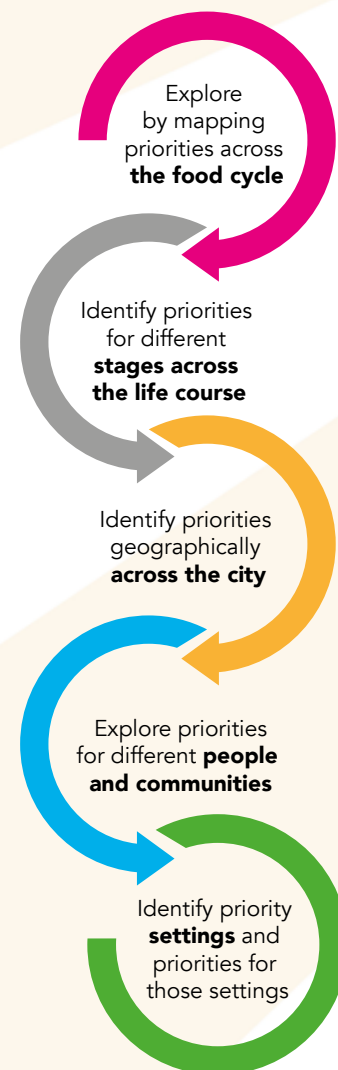 Explore
by mapping
priorities across
the food cycle
Identify priorities
for different
stages across
the life course
Identify priorities
geographically
across the city
Explore priorities
for different people
and communities
Identify priority
settings and
priorities for
those settings